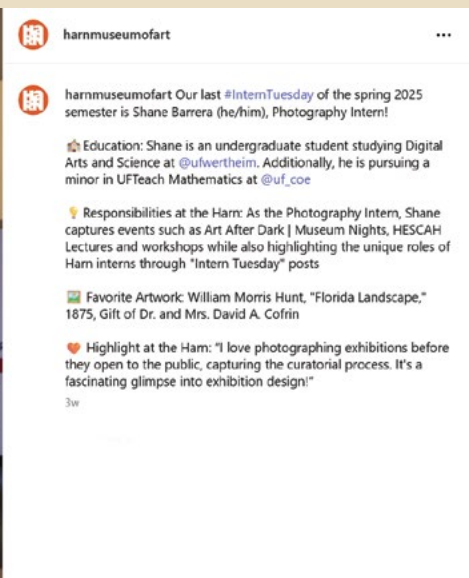 harnmuseumofart
harnmuseumofart Our last #InternTuesday of the spring 2025
semester is Shane Barrera (he/him), Photography Intern!
🏫 Education: Shane is an undergraduate student studying Digital
Arts and Science at @ufwertheim. Additionally, he is pursuing a
minor in UFTeach Mathematics at @uf_coe
💡 Responsibilities at the Harn: As the Photography Intern, Shane
captures events such as Art After Dark | Museum Nights, HESCAH
Lectures and workshops while also highlighting the unique roles of
Harn interns through "Intern Tuesday" posts
🖼️ Favorite Artwork: William Morris Hunt, "Florida Landscape,"
1875, Gift of Dr. and Mrs. David A. Cofrin
🧡 Highlight at the Harn: "I love photographing exhibitions before
they open to the public, capturing the curatorial process. It's a
fascinating glimpse into exhibition design!"
3w